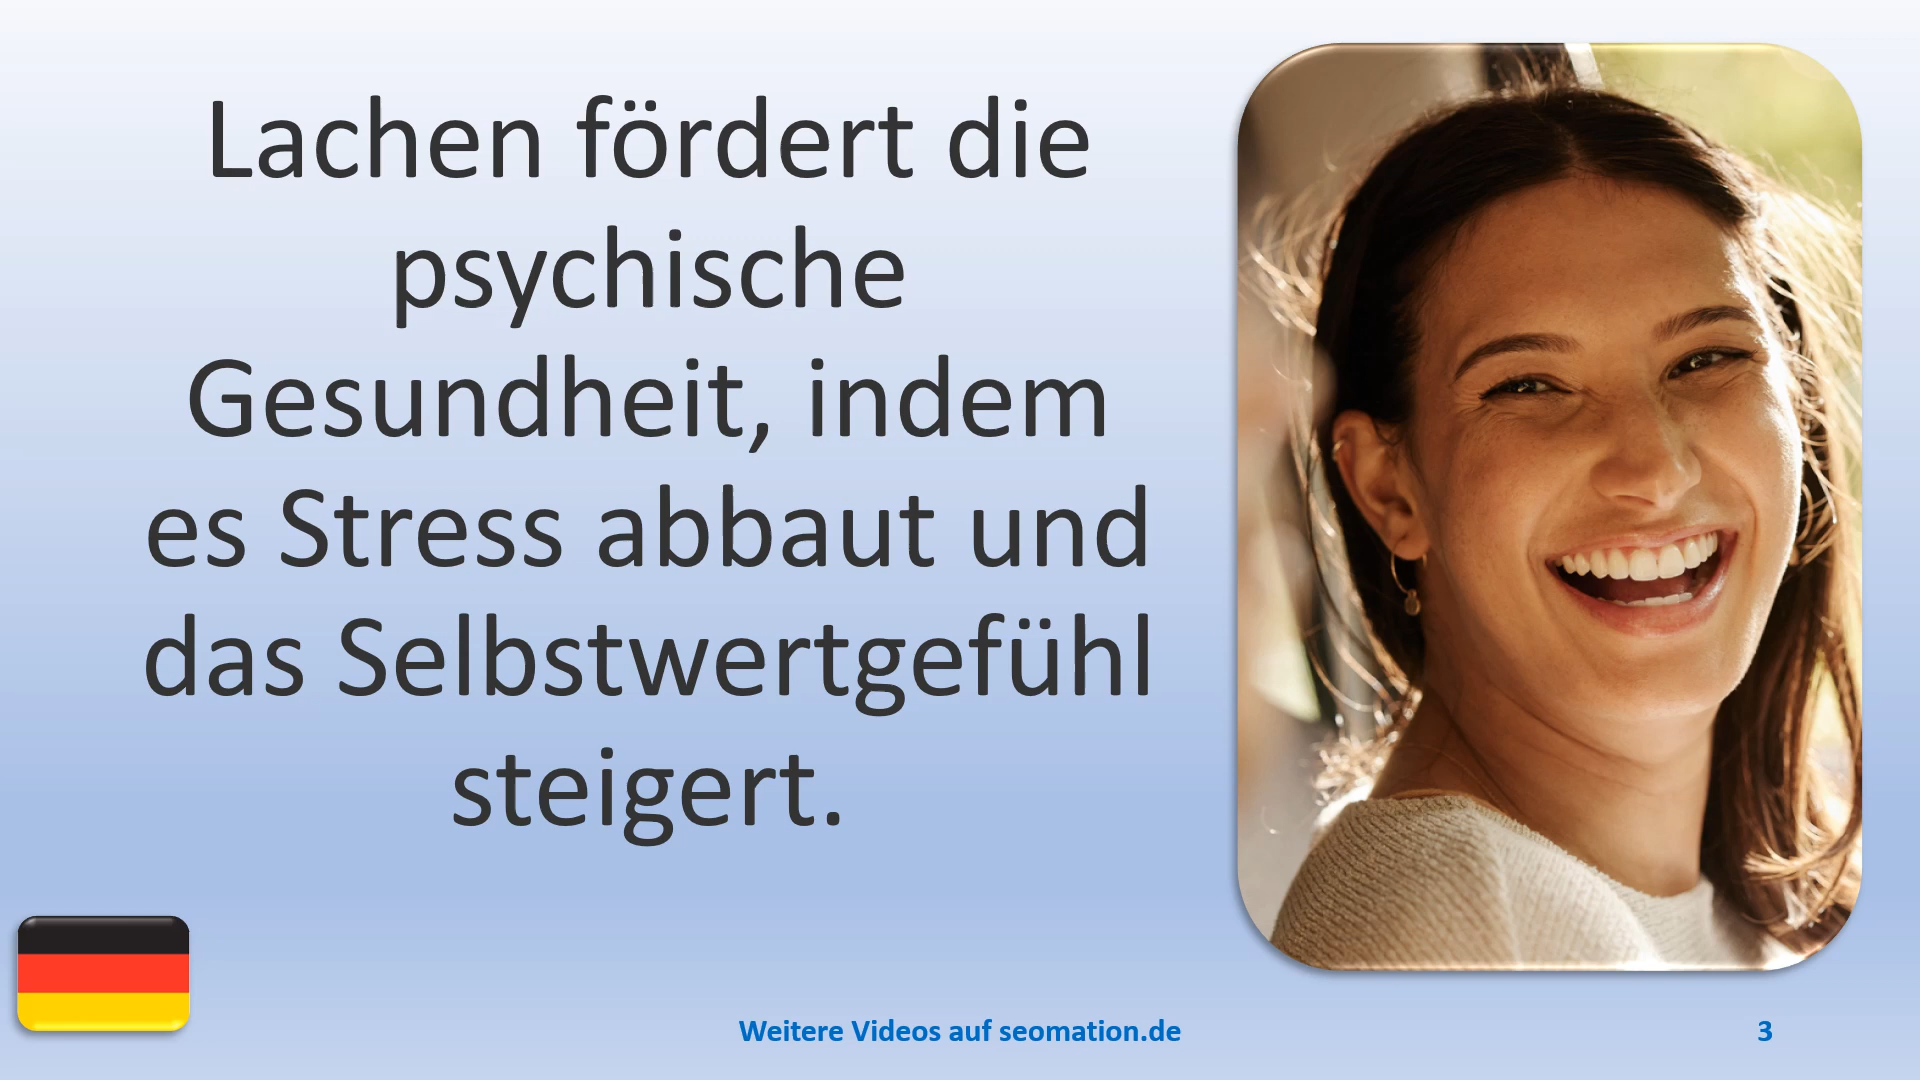 Lachen fördert die
psychische
Gesundheit, indem
es Stress abbaut und
das Selbstwertgefühl
steigert.
Weitere Videos auf seomation.de
3